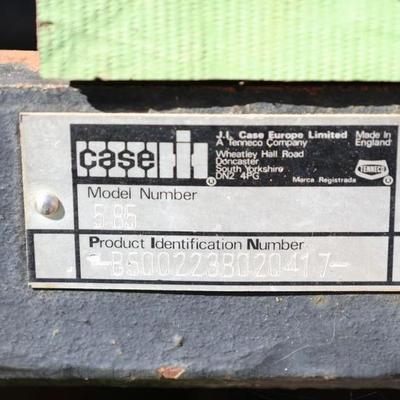 case IH
J.I. Case Europe Limited
A Tenneco Company
Wheatley Hall Road
Doncaster
South Yorkshire
DN2 4PG
Made in
England
TENNECO
Marca Registrada
Model Number
585
Product Identification Number
-B500223B020417-